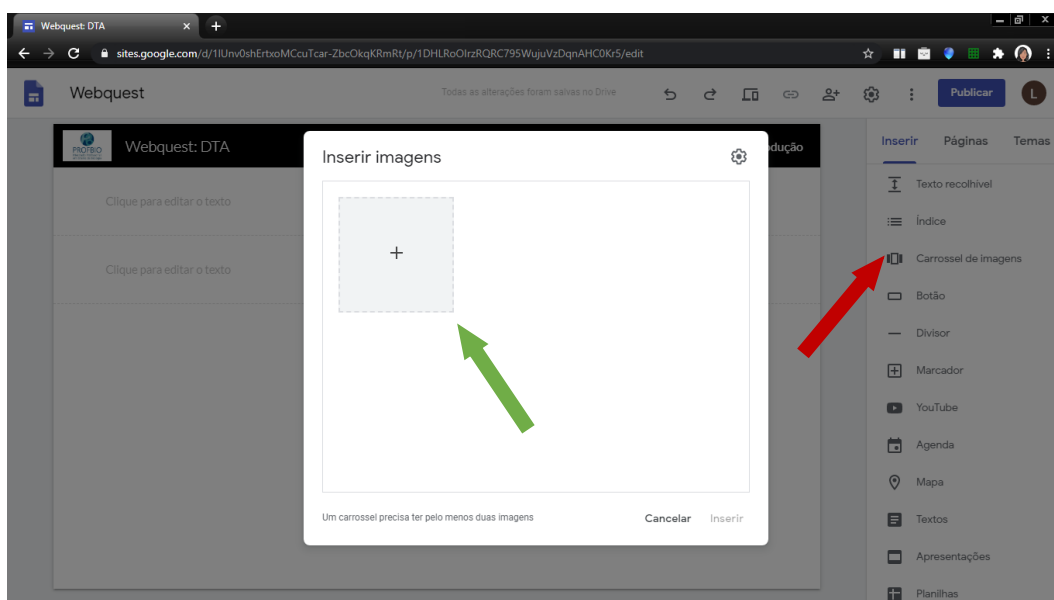 Webquest: DTA
sites.google.com/d/1IUnv0shErtxoMCcuTcar-ZbcOkqKRmRt/p/1DHLRoOIrzRQRC795WujuVzDqnAHC0Kr5/edit
Webquest
Todas as alterações foram salvas no Drive
Publicar
L
PROFBIO
Webquest: DTA
dução
Inserir Páginas Temas
Clique para editar o texto
Clique para editar o texto
Inserir imagens
+
Um carrossel precisa ter pelo menos duas imagens
Cancelar Inserir
Texto recolhível
Índice
Carrossel de imagens
Botão
Divisor
Marcador
YouTube
Agenda
Mapa
Textos
Apresentações
Planilhas